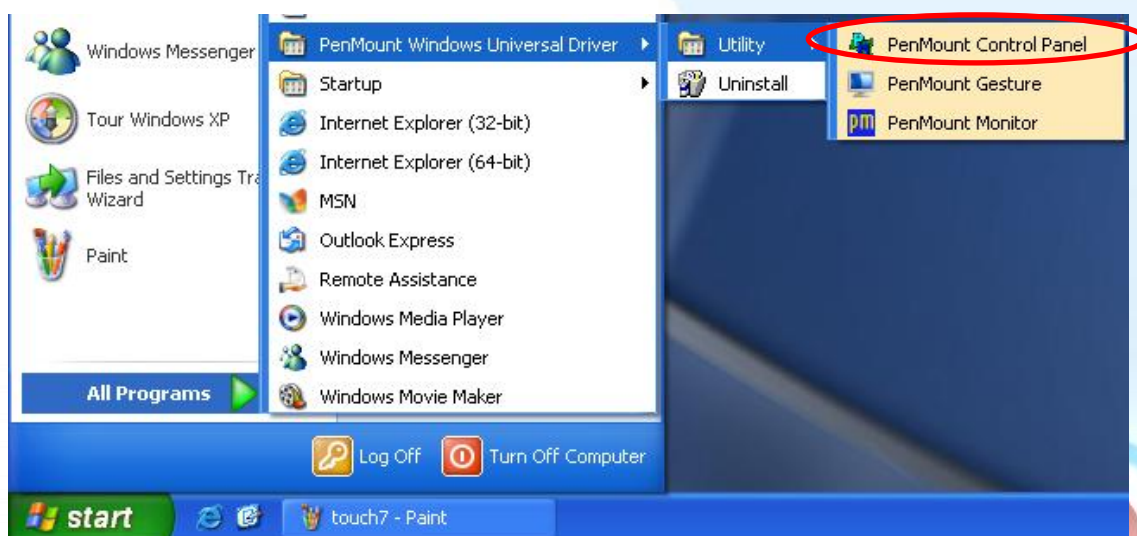 Windows Messenger
Tour Windows XP
Files and Settings Tra
Wizard
Paint
All Programs
PenMount Windows Universal Driver
Startup
Internet Explorer (32-bit)
Internet Explorer (64-bit)
MSN
Outlook Express
Remote Assistance
Windows Media Player
Windows Messenger
Windows Movie Maker
Utility
Uninstall
PenMount Control Panel
PenMount Gesture
pm PenMount Monitor
Log Off
Turn Off Computer
start
touch7 - Paint